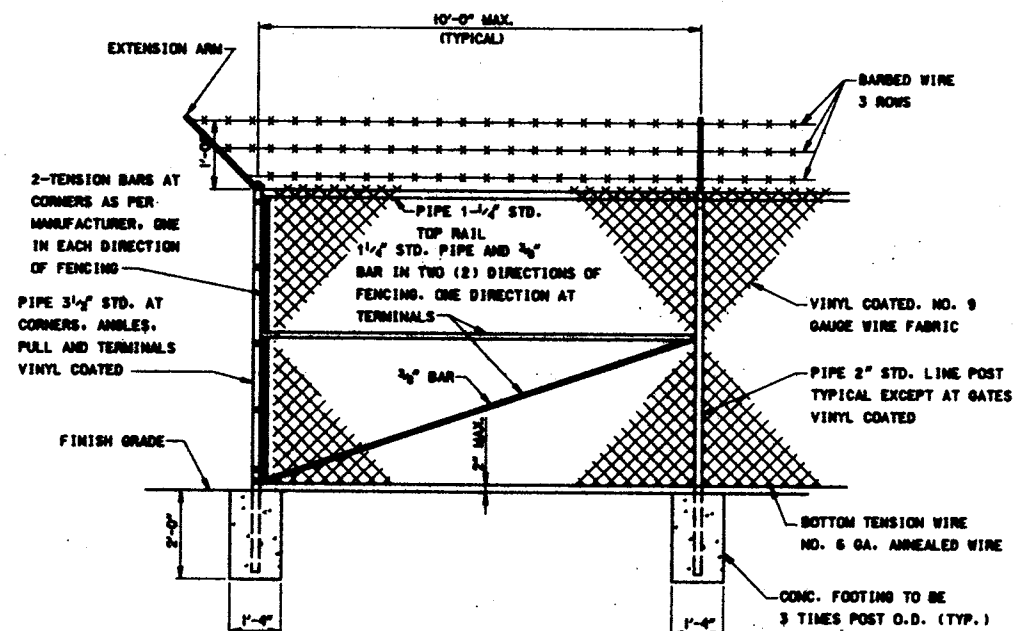 10'-0" MAX.
(TYPICAL)
EXTENSION ARM
BARBED WIRE
3 ROWS
1'-0"
2-TENSION BARS AT
CORNERS AS PER
MANUFACTURER, ONE
IN EACH DIRECTION
OF FENCING
PIPE 1-1/4" STD.
TOP RAIL
1 1/4" STD. PIPE AND 3/8"
BAR IN TWO (2) DIRECTIONS OF
FENCING. ONE DIRECTION AT
TERMINALS
PIPE 3 1/2" STD. AT
CORNERS, ANGLES,
PULL AND TERMINALS
VINYL COATED
VINYL COATED. NO. 9
GAUGE WIRE FABRIC
3/8" BAR
PIPE 2" STD. LINE POST
TYPICAL EXCEPT AT GATES
VINYL COATED
FINISH GRADE
2" MAX.
2'-0"
BOTTOM TENSION WIRE
NO. 6 GA. ANNEALED WIRE
CONC. FOOTING TO BE
3 TIMES POST O.D. (TYP.)
1'-4"
1'-4"